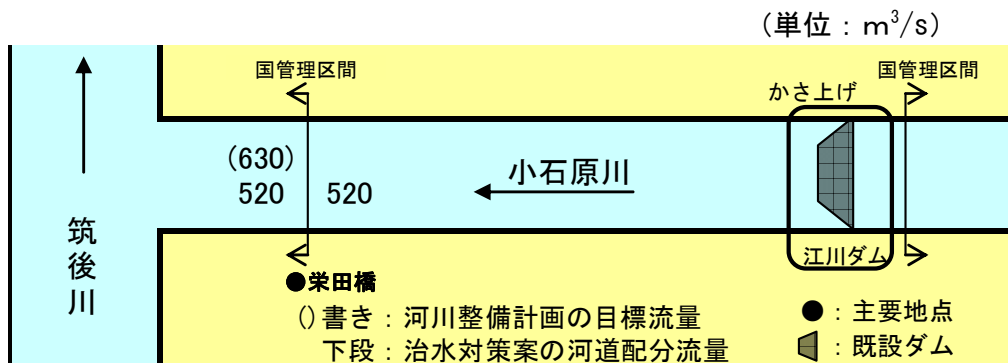 (単位：m³/s)
国管理区間
国管理区間
かさ上げ
(630)
520
520
小石原川
筑後川
江川ダム
●栄田橋
()書き：河川整備計画の目標流量
下段：治水対策案の河道配分流量
●：主要地点
：既設ダム